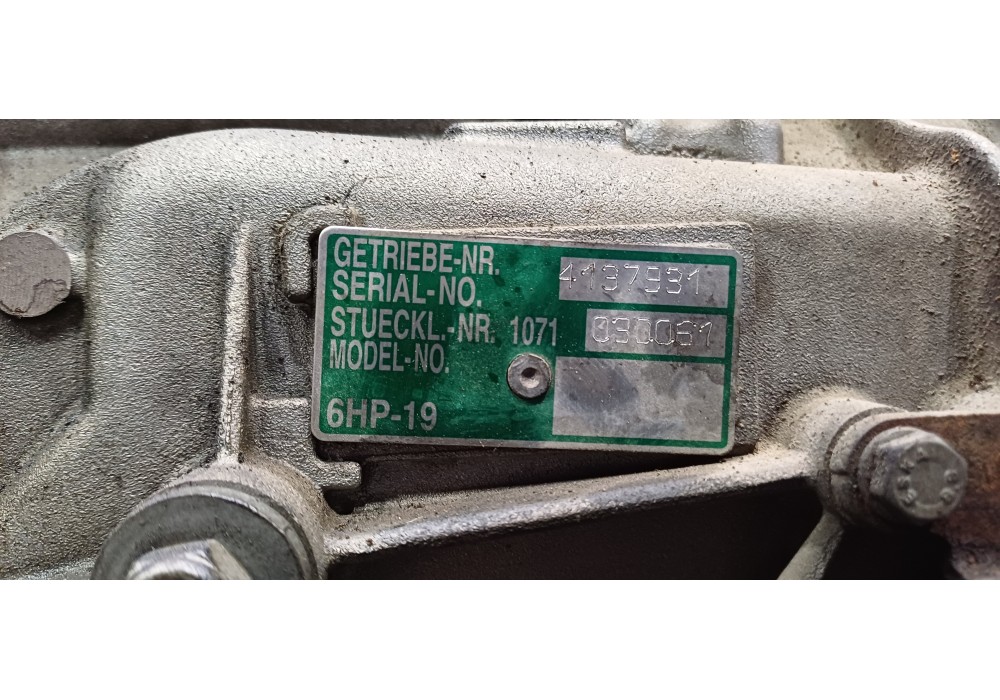 GETRIEBE-NR.
SERIAL-NO. 4137931
STUECKL.-NR. 1071 030061
MODEL-NO.
6HP-19